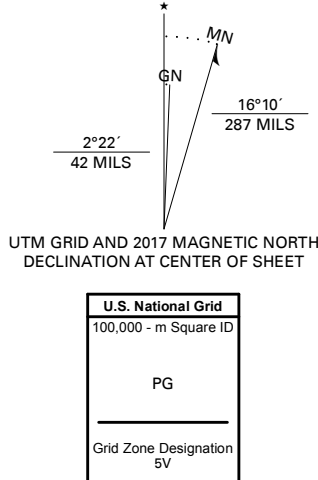 ★
MN
GN
16°10´
287 MILS
2°22´
42 MILS
UTM GRID AND 2017 MAGNETIC NORTH
DECLINATION AT CENTER OF SHEET
U.S. National Grid
100,000 - m Square ID
PG
Grid Zone Designation
5V